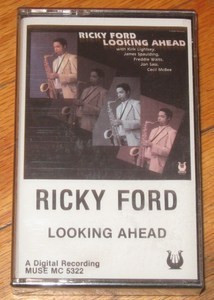 RICKY FORD
LOOKING AHEAD
with Kirk Lightsey,
James Spaulding,
Freddie Waits,
Jon See,
Cecil McBee
RICKY FORD
LOOKING AHEAD
A Digital Recording
MUSE MC 5322